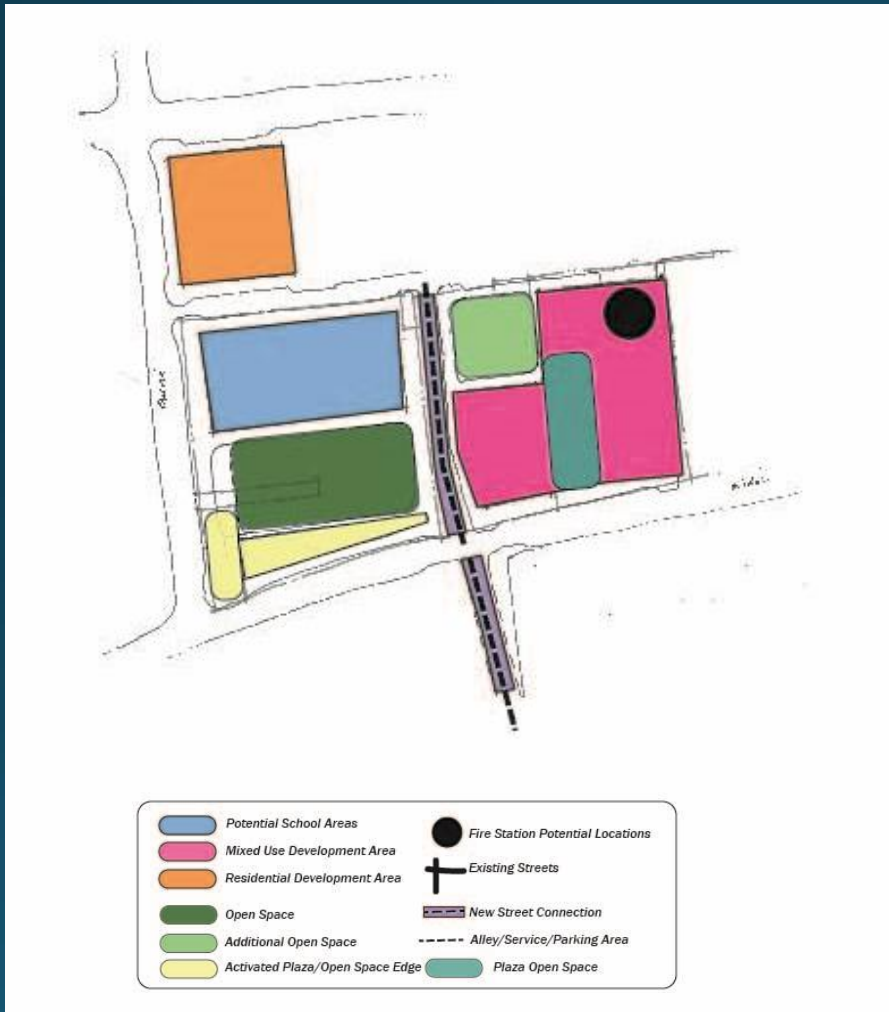 Potential School Areas
Mixed Use Development Area
Residential Development Area
Open Space
Additional Open Space
Activated Plaza/Open Space Edge
Fire Station Potential Locations
Existing Streets
New Street Connection
Alley/Service/Parking Area
Plaza Open Space